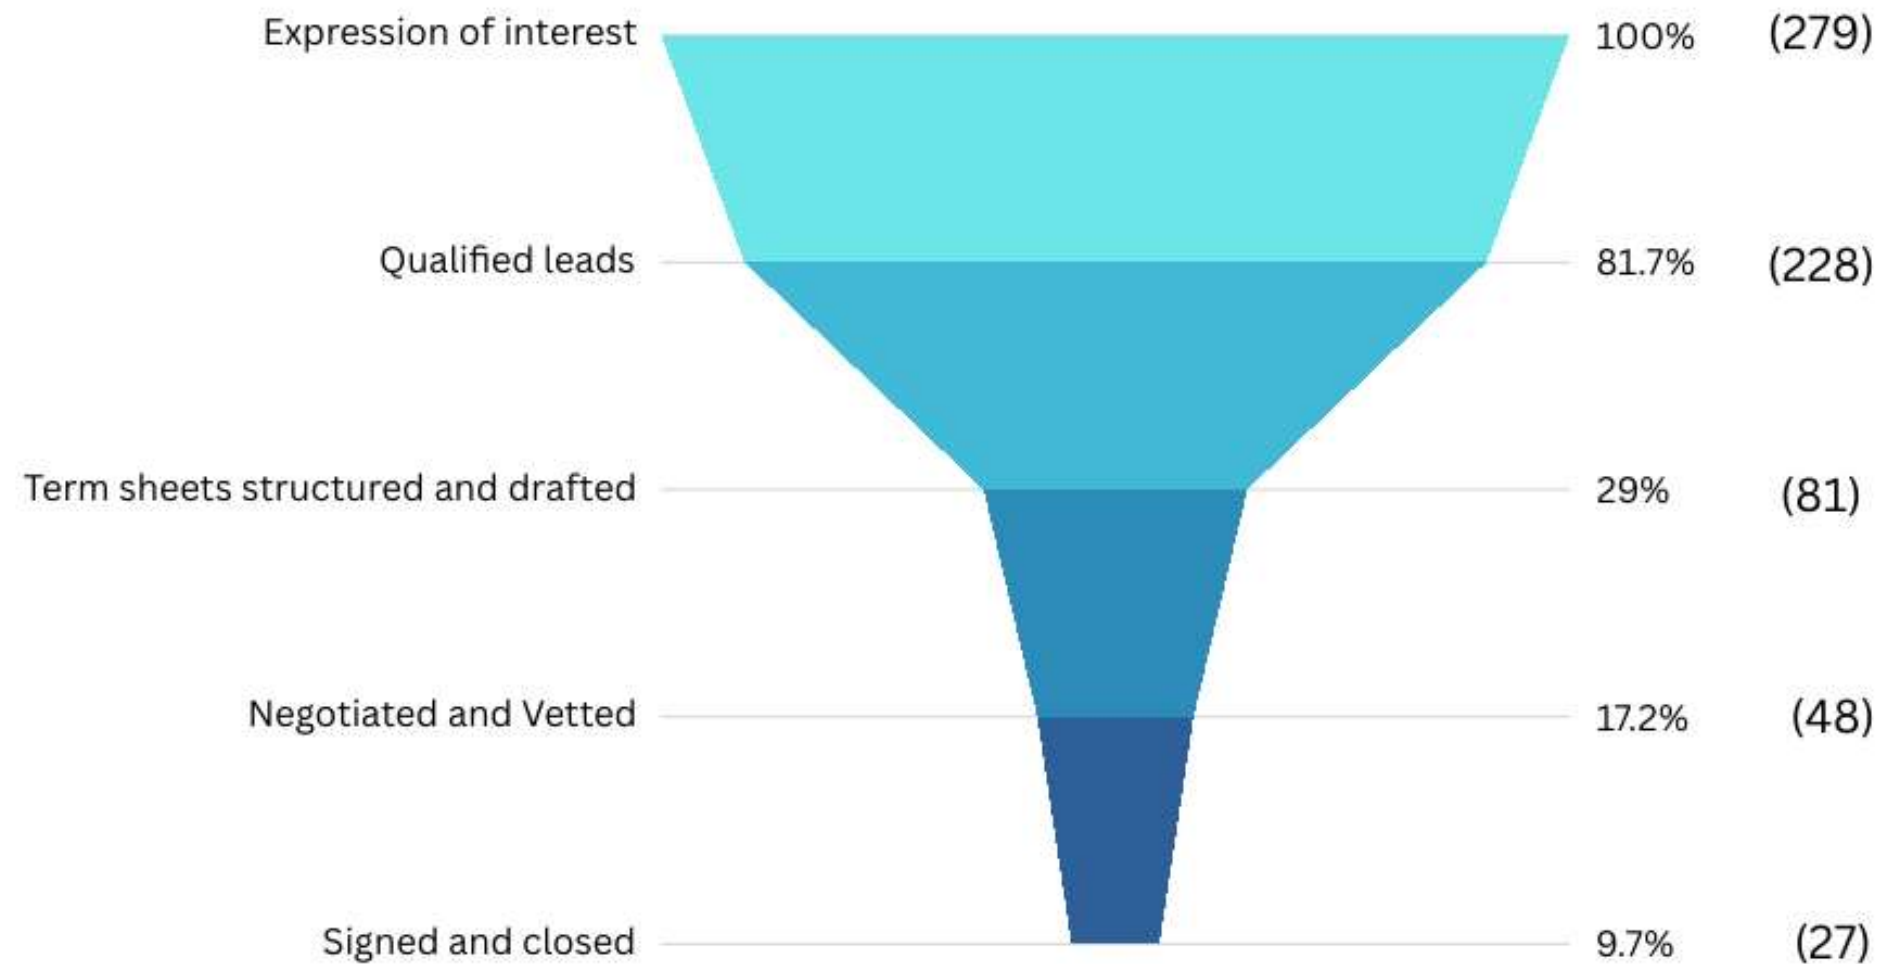 Expression of interest 100% (279)
Qualified leads 81.7% (228)
Term sheets structured and drafted 29% (81)
Negotiated and Vetted 17.2% (48)
Signed and closed 9.7% (27)